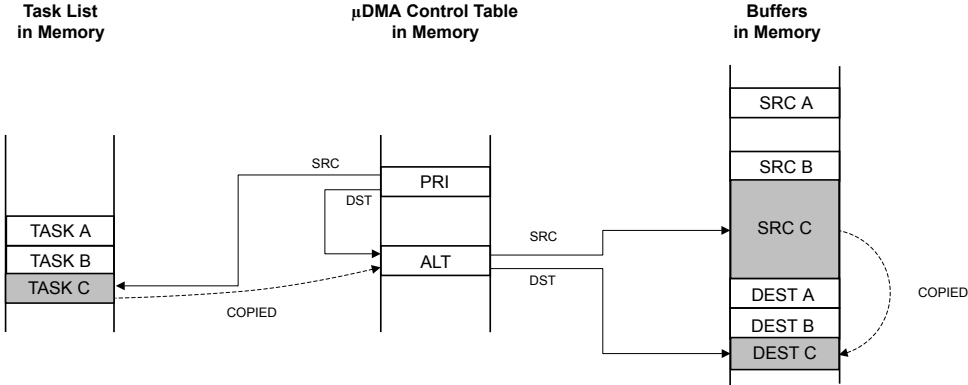 Task List
in Memory
µDMA Control Table
in Memory
Buffers
in Memory
SRC A
SRC B
SRC
PRI
DST
TASK A
TASK B
TASK C
ALT
SRC
DST
SRC C
COPIED
DEST A
DEST B
DEST C
COPIED